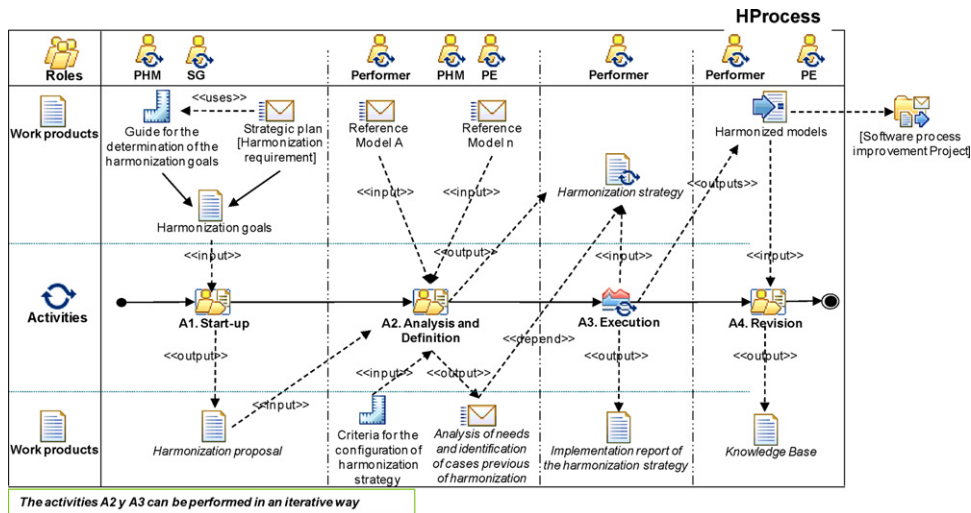 HProcess
Roles
PHM
SG
Performer
PHM
PE
Performer
Performer
PE
Work products
<<uses>>
Guide for the
determination of the
harmonization goals
Strategic plan
[Harmonization
requirement]
Harmonization goals
Reference
Model A
Reference
Model n
<<input>>
<<input>>
Harmonization strategy
Harmonized models
[Software process
improvement Project]
<<outputs>>
<<input>>
<<output>>
<<input>>
<<input>>
Activities
A1. Start-up
A2. Analysis and
Definition
A3. Execution
A4. Revision
<<output>>
<<input>>
<<input>>
<<output>>
<<depend>>
<<output>>
<<output>>
Work products
Harmonization proposal
Criteria for the
configuration of
harmonization
strategy
Analysis of needs
and identification
of cases previous
of harmonization
Implementation report of
the harmonization strategy
Knowledge Base
The activities A2 y A3 can be performed in an iterative way